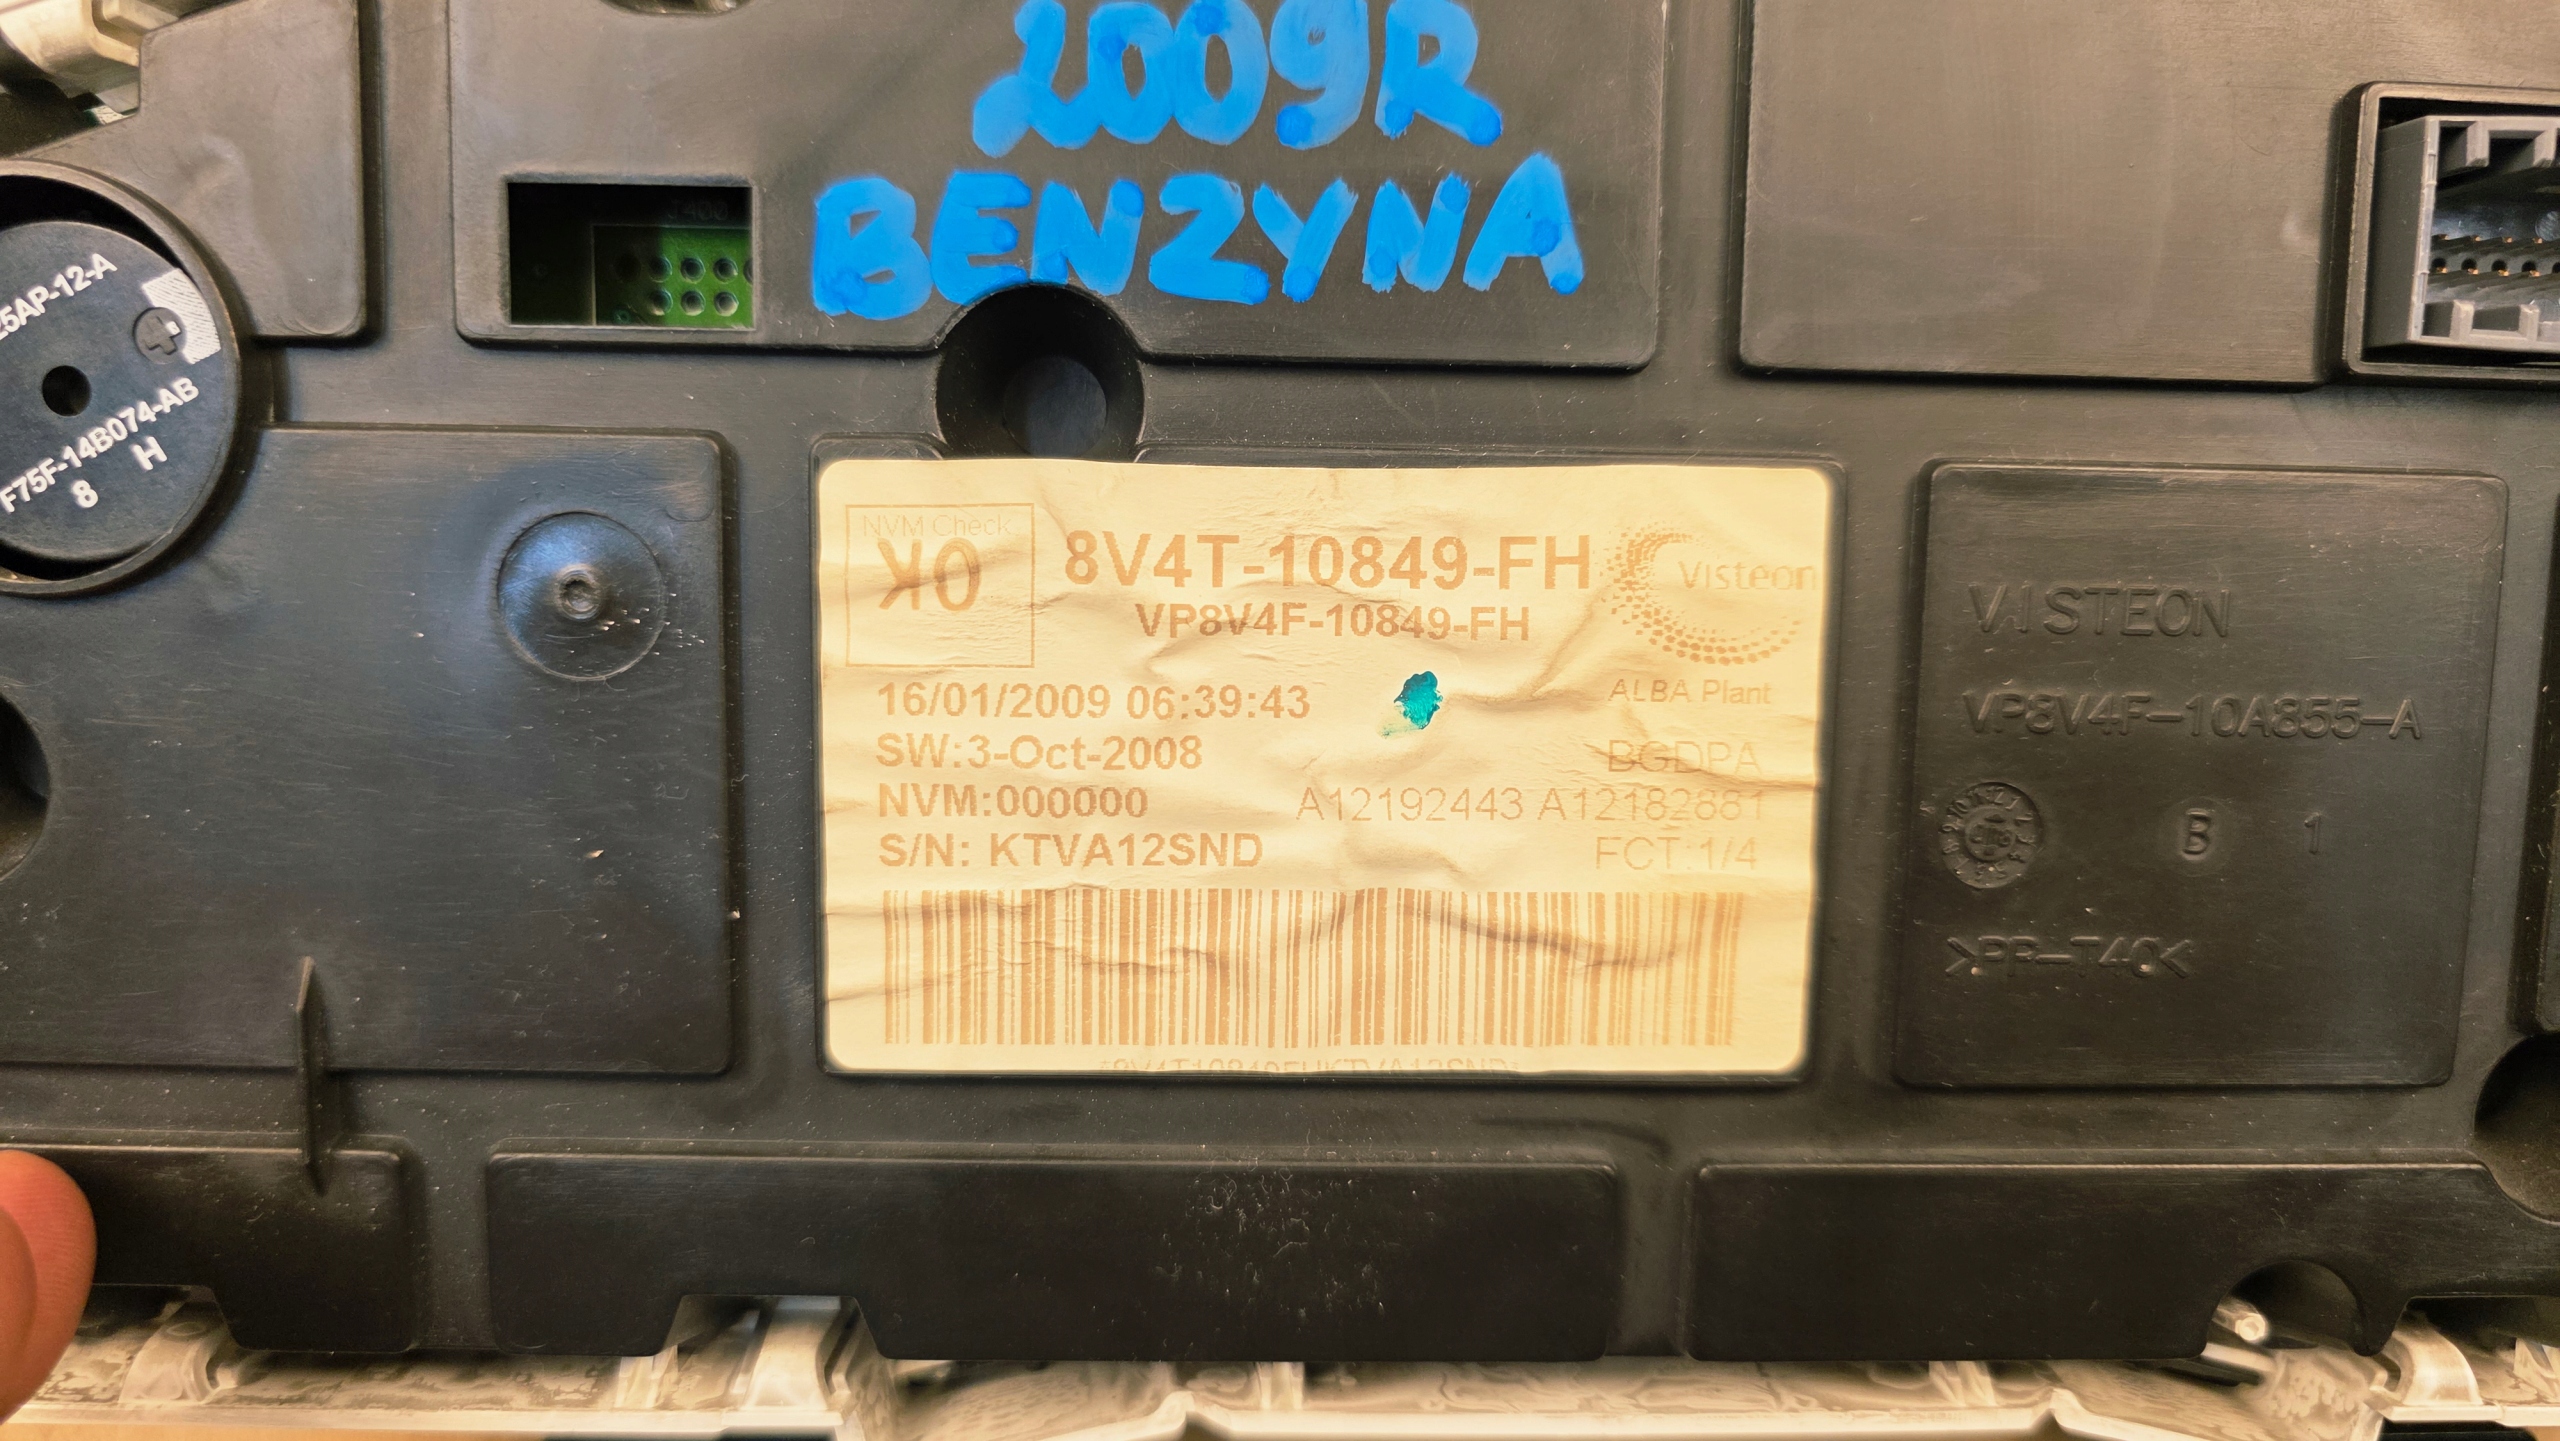 2009R
BENZYNA
J400
25AP-12-A
F75F-14B074-AB
8 H
NVM Check
OK
8V4T-10849-FH
VP8V4F-10849-FH
Visteon
16/01/2009 06:39:43
ALBA Plant
SW:3-Oct-2008
BGDPA
NVM:000000
A12192443 A12182881
S/N: KTVA12SND
FCT:1/4
*8V4T10849FHKTVA12SND*
VISTEON
VP8V4F-10A855-A
B 1
>PP-T40<